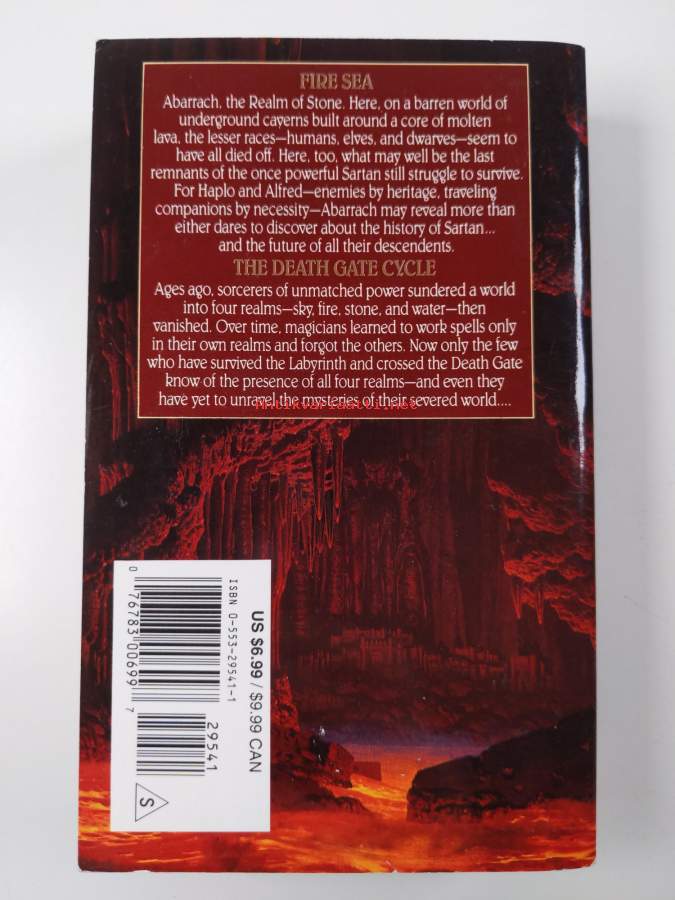 FIRE SEA
Abarrach, the Realm of Stone. Here, on a barren world of
underground caverns built around a core of molten
lava, the lesser races—humans, elves, and dwarves—seem to
have all died off. Here, too, what may well be the last
remnants of the once powerful Sartan still struggle to survive.
For Haplo and Alfred—enemies by heritage, traveling
companions by necessity—Abarrach may reveal more than
either dares to discover about the history of Sartan...
and the future of all their descendents.
THE DEATH GATE CYCLE
Ages ago, sorcerers of unmatched power sundered a world
into four realms—sky, fire, stone, and water—then
vanished. Over time, magicians learned to work spells only
in their own realms and forgot the others. Now only the few
who have survived the Labyrinth and crossed the Death Gate
know of the presence of all four realms—and even they
have yet to unravel the mysteries of their severed world....
Antikvariaatti.net
ISBN 0-553-29541-1
0 76783 00699 7
29541
US $6.99 / $9.99 CAN
S